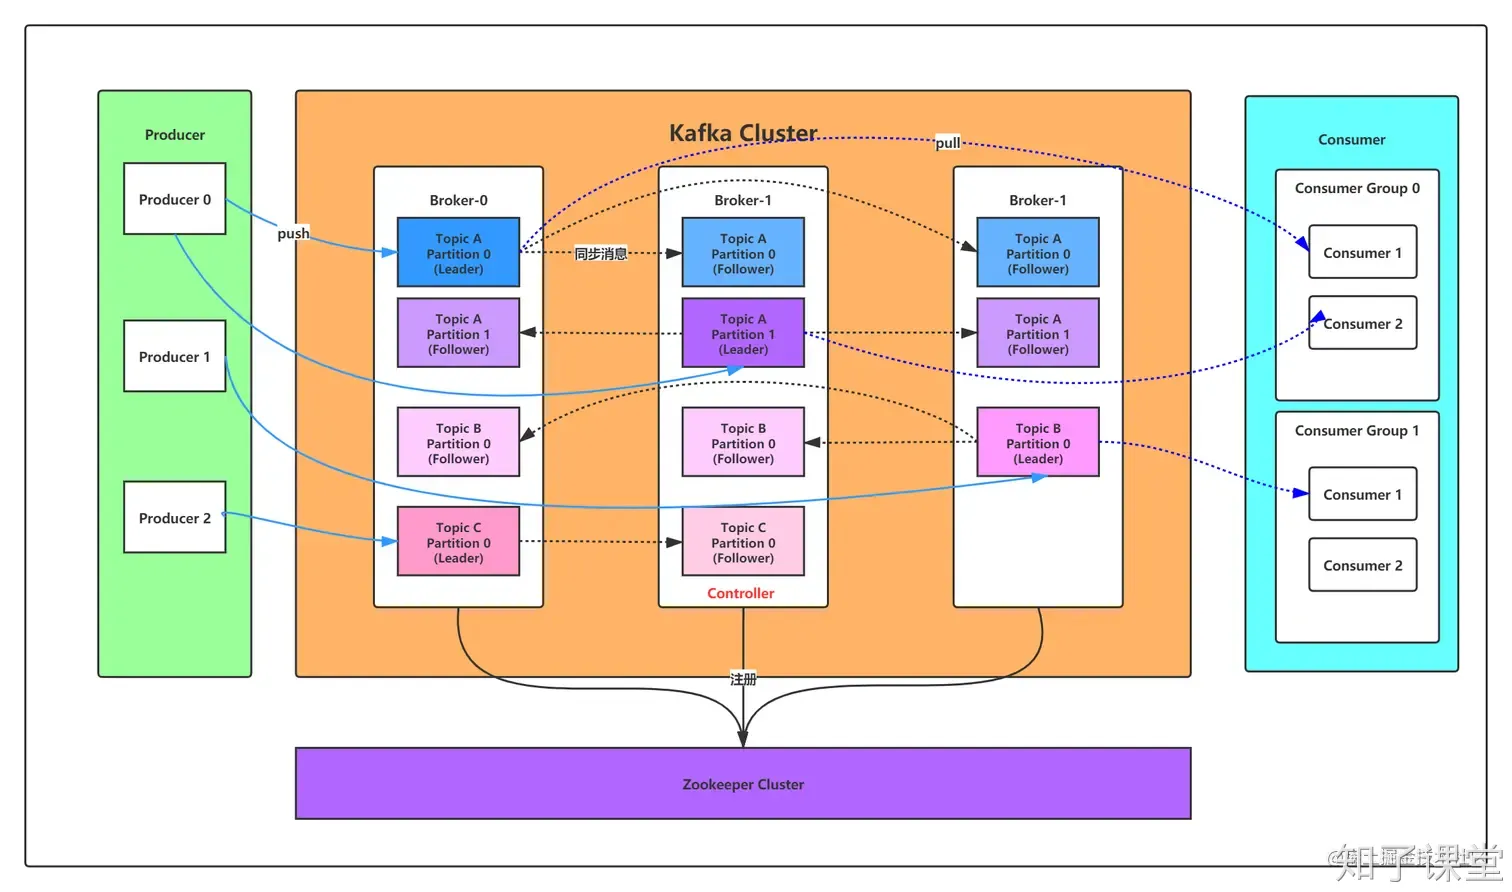 Producer
Producer 0
Producer 1
Producer 2
push
Kafka Cluster
pull
Broker-0
Topic A
Partition 0
(Leader)
Topic A
Partition 1
(Follower)
Topic B
Partition 0
(Follower)
Topic C
Partition 0
(Leader)
同步消息
Broker-1
Topic A
Partition 0
(Follower)
Topic A
Partition 1
(Leader)
Topic B
Partition 0
(Follower)
Topic C
Partition 0
(Follower)
Controller
Broker-1
Topic A
Partition 0
(Follower)
Topic A
Partition 1
(Follower)
Topic B
Partition 0
(Leader)
Consumer
Consumer Group 0
Consumer 1
Consumer 2
Consumer Group 1
Consumer 1
Consumer 2
注册
Zookeeper Cluster
知了课堂